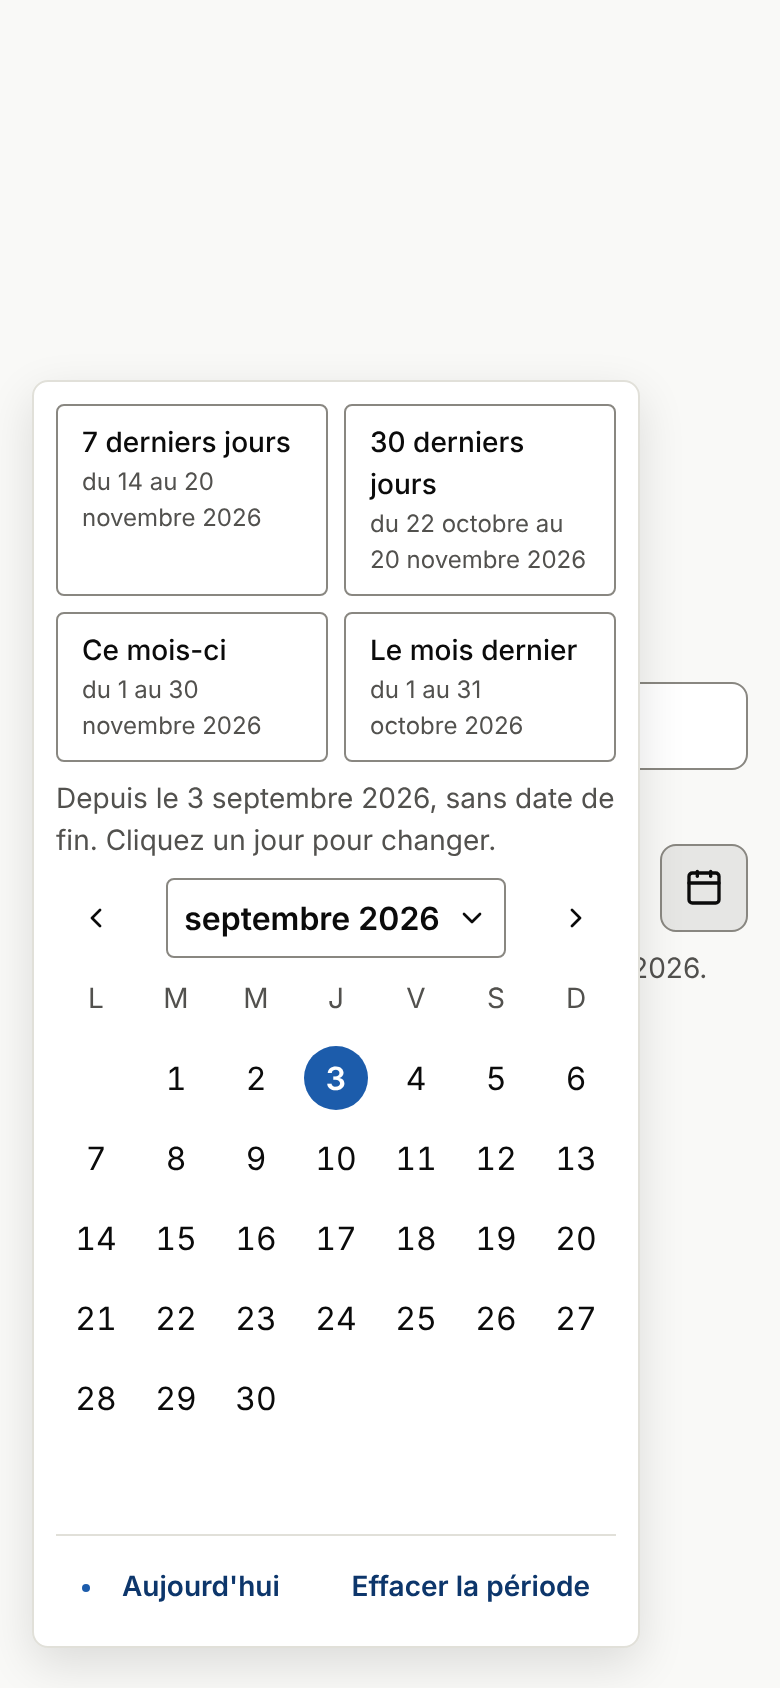 7 derniers jours
du 14 au 20
novembre 2026
30 derniers
jours
du 22 octobre au
20 novembre 2026
Ce mois-ci
du 1 au 30
novembre 2026
Le mois dernier
du 1 au 31
octobre 2026
Depuis le 3 septembre 2026, sans date de
fin. Cliquez un jour pour changer.
septembre 2026
2026.
L M M J V S D
1 2 3 4 5 6
7 8 9 10 11 12 13
14 15 16 17 18 19 20
21 22 23 24 25 26 27
28 29 30
Aujourd'hui Effacer la période